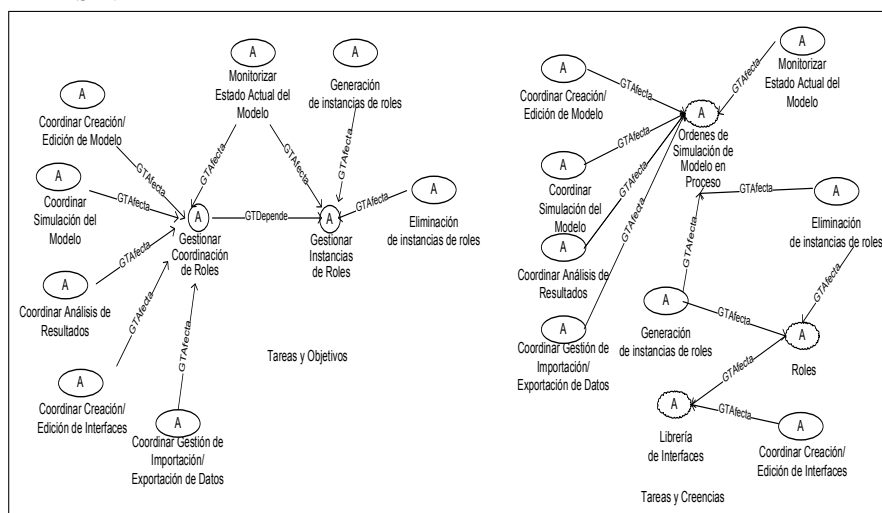 A
Coordinar Creación/
Edición de Modelo
A
Monitorizar
Estado Actual del
Modelo
A
Generación
de instancias de roles
GTAfecta
GTAfecta
GTAfecta
GTAfecta
A
Coordinar
Simulación del
Modelo
GTAfecta
A
Gestionar
Coordinación
de Roles
GTDepende
A
Gestionar
Instancias
de Roles
GTAfecta
A
Eliminación
de instancias de roles
A
Coordinar Análisis de
Resultados
GTAfecta
GTAfecta
GTAfecta
A
Coordinar Creación/
Edición de Interfaces
A
Coordinar Gestión de
Importación/
Exportación de Datos
Tareas y Objetivos
A
Coordinar Creación/
Edición de Modelo
GTAfecta
A
Monitorizar
Estado Actual del
Modelo
GTAfecta
A
Ordenes de
Simulación de
Modelo en
Proceso
A
Coordinar
Simulación del
Modelo
GTAfecta
GTAfecta
GTAfecta
A
Coordinar Análisis de
Resultados
A
Coordinar Gestión de
Importación/
Exportación de Datos
GTAfecta
A
Eliminación
de instancias de roles
GTAfecta
GTAfecta
A
Generación
de instancias de roles
GTAfecta
A
Roles
GTAfecta
A
Librería
de Interfaces
GTAfecta
A
Coordinar Creación/
Edición de Interfaces
Tareas y Creencias